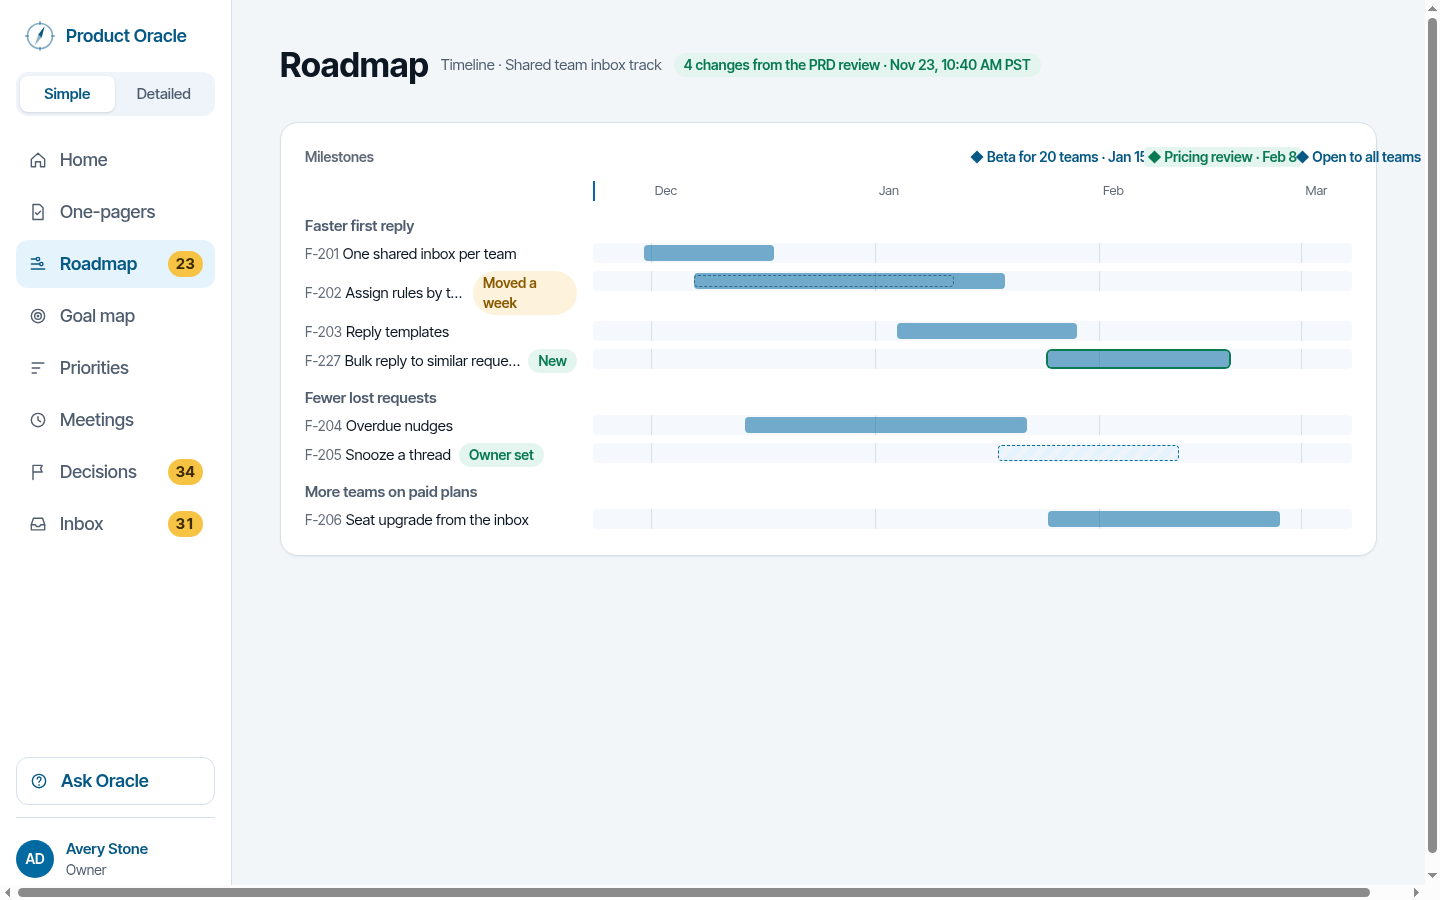 Product Oracle
Simple
Detailed
Home
One-pagers
Roadmap
23
Goal map
Priorities
Meetings
Decisions
34
Inbox
31
Ask Oracle
AD
Avery Stone
Owner
Roadmap
Timeline · Shared team inbox track
4 changes from the PRD review · Nov 23, 10:40 AM PST
Milestones
◆ Beta for 20 teams · Jan 15
◆ Pricing review · Feb 8
◆ Open to all teams
Dec
Jan
Feb
Mar
Faster first reply
F-201 One shared inbox per team
F-202 Assign rules by t…
Moved a
week
F-203 Reply templates
F-227 Bulk reply to similar reque…
New
Fewer lost requests
F-204 Overdue nudges
F-205 Snooze a thread
Owner set
More teams on paid plans
F-206 Seat upgrade from the inbox